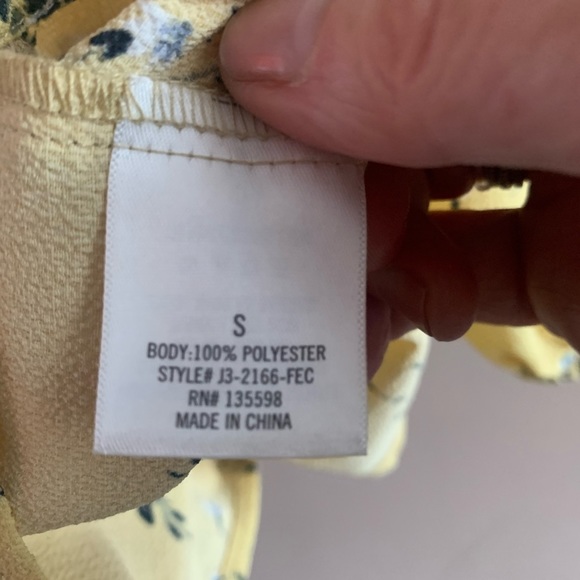 S
BODY:100% POLYESTER
STYLE# J3-2166-FEC
RN# 135598
MADE IN CHINA